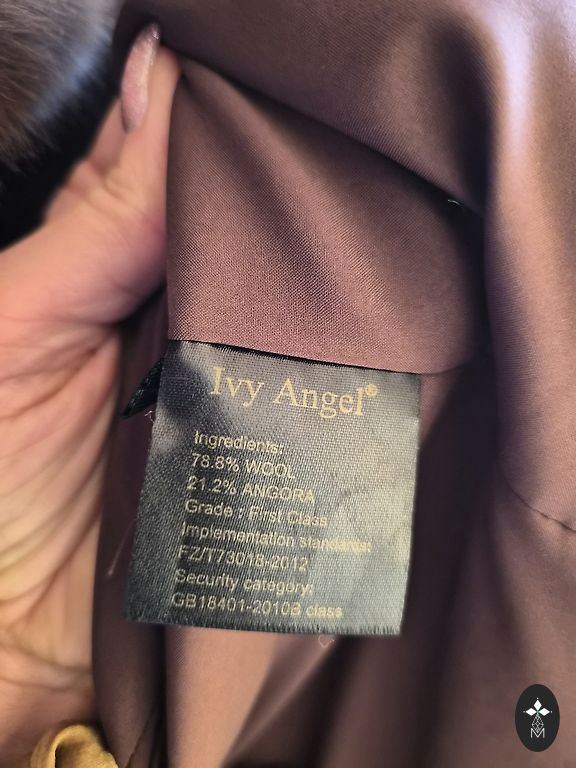 Ivy Angel®
Ingredients:
78.8% WOOL
21.2% ANGORA
Grade : First Class
Implementation standards:
FZ/T73018-2012
Security category:
GB18401-2010B class
M